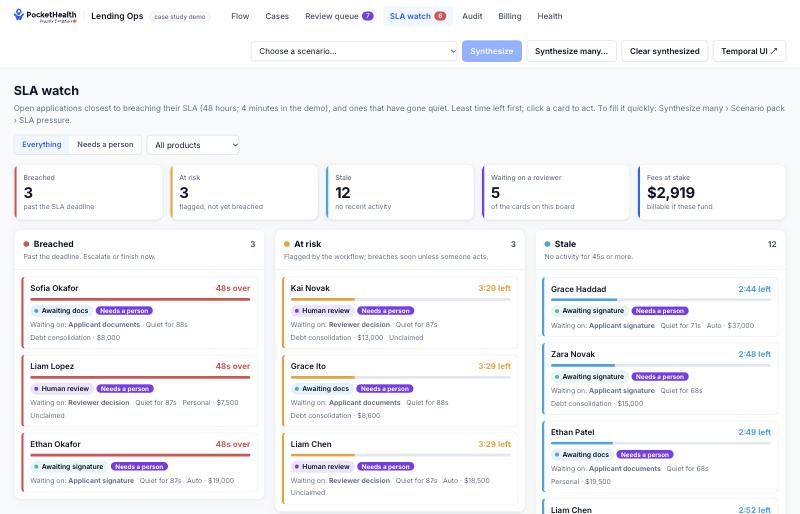 PocketHealth
Lending Ops
case study demo
Flow
Cases
Review queue 7
SLA watch 6
Audit
Billing
Health
Choose a scenario...
Synthesize
Synthesize many...
Clear synthesized
Temporal UI ↗
SLA watch
Open applications closest to breaching their SLA (48 hours; 4 minutes in the demo), and ones that have gone quiet. Least time left first; click a card to act. To fill it quickly: Synthesize many › Scenario pack
› SLA pressure.
Everything
Needs a person
All products
Breached
3
past the SLA deadline
At risk
3
flagged, not yet breached
Stale
12
no recent activity
Waiting on a reviewer
5
of the cards on this board
Fees at stake
$2,919
billable if these fund
Breached 3
Past the deadline. Escalate or finish now.
Sofia Okafor 48s over
Awaiting docs Needs a person
Waiting on: Applicant documents Quiet for 88s
Debt consolidation · $8,000
Liam Lopez 48s over
Human review Needs a person
Waiting on: Reviewer decision Quiet for 87s Personal · $7,500
Unclaimed
Ethan Okafor 48s over
Awaiting signature Needs a person
Waiting on: Applicant signature Quiet for 87s Auto · $19,000
At risk 3
Flagged by the workflow; breaches soon unless someone acts.
Kai Novak 3:29 left
Human review Needs a person
Waiting on: Reviewer decision Quiet for 87s
Debt consolidation · $13,000 Unclaimed
Grace Ito 3:29 left
Awaiting docs Needs a person
Waiting on: Applicant documents Quiet for 88s
Debt consolidation · $8,600
Liam Chen 3:29 left
Human review Needs a person
Waiting on: Reviewer decision Quiet for 87s Auto · $18,500
Unclaimed
Stale 12
No activity for 45s or more.
Grace Haddad 2:44 left
Awaiting signature Needs a person
Waiting on: Applicant signature Quiet for 71s Auto · $37,000
Zara Novak 2:48 left
Awaiting signature Needs a person
Waiting on: Applicant signature Quiet for 68s
Debt consolidation · $15,000
Ethan Patel 2:49 left
Awaiting docs Needs a person
Waiting on: Applicant documents Quiet for 68s
Personal · $19,500
Liam Chen 2:52 left